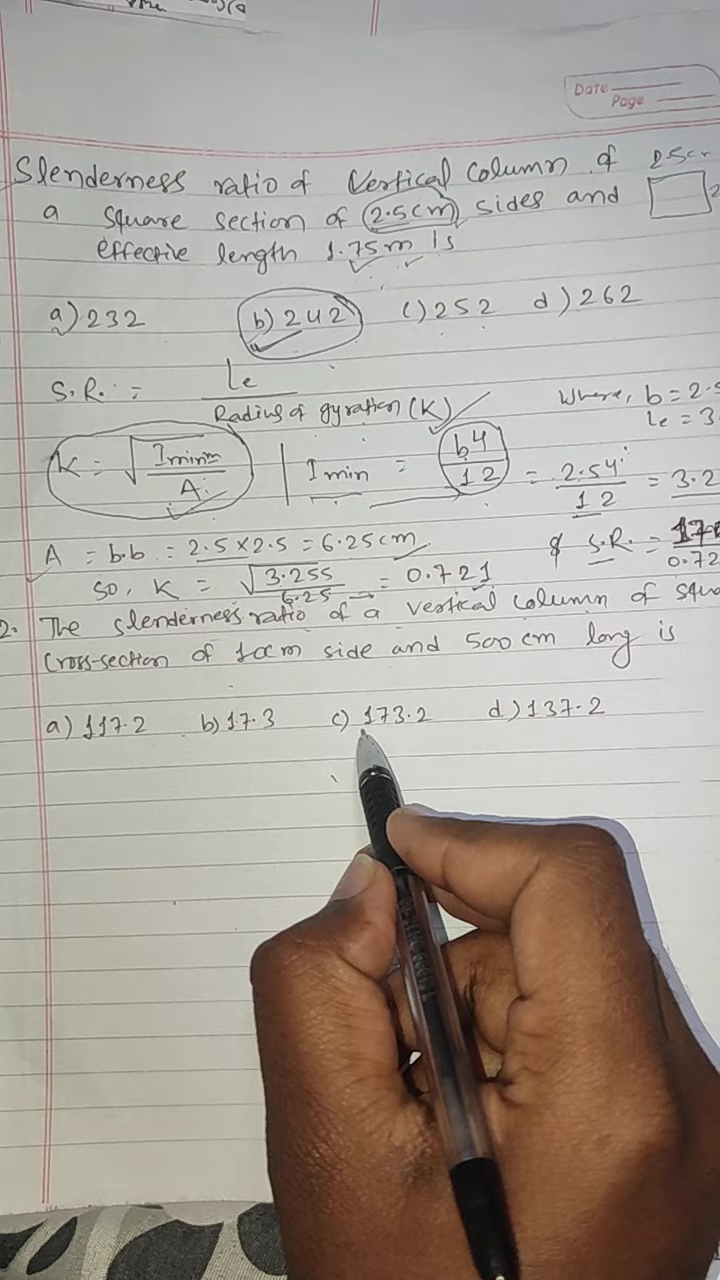 Date
Page
Slenderness ratio of Vertical Column of
a square section of 2.5cm sides and
effective length 1.75m is
a) 232 b) 242 c) 252 d) 262
S.R. = Le
Radius of gyration (K)
Where, b = 2.5
Le = 3
K = √ Imin
A
Imin = b4
12
= 2.54
12
= 3.2
A = b.b = 2.5 × 2.5 = 6.25 cm
& S.R. =
0.72
so, K = √ 3.255
6.25
= 0.721
2. The slenderness ratio of a vertical column of squa
Cross-section of 10cm side and 500 cm long is
a) 117.2 b) 17.3 c) 173.2 d) 137.2